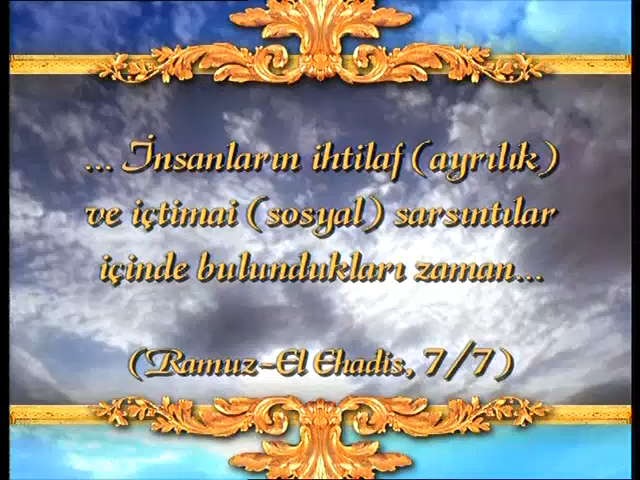 ... İnsanların ihtilaf (ayrılık)
ve içtimai (sosyal) sarsıntılar
içinde bulundukları zaman...
(Ramuz-El Ehadis, 7/7)